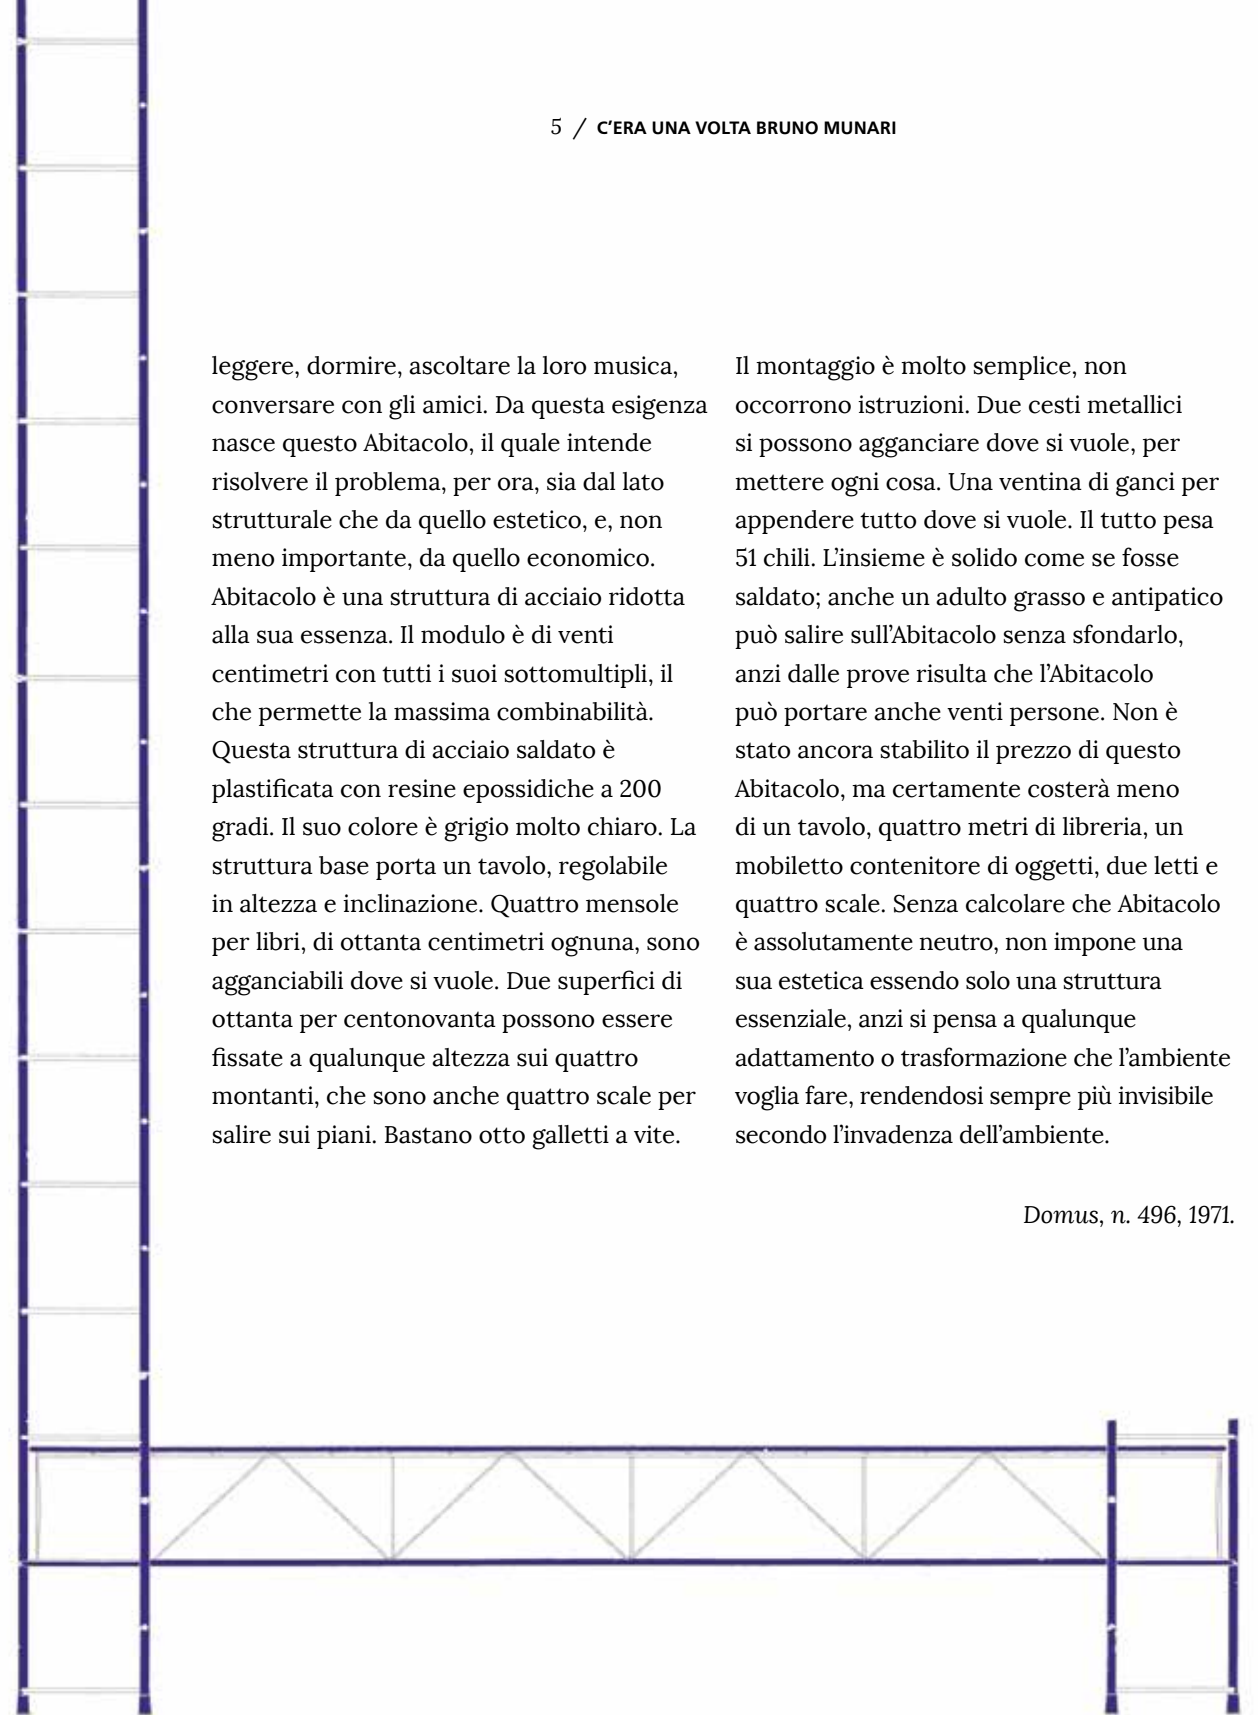 5 / C’ERA UNA VOLTA BRUNO MUNARI
leggere, dormire, ascoltare la loro musica,
conversare con gli amici. Da questa esigenza
nasce questo Abitacolo, il quale intende
risolvere il problema, per ora, sia dal lato
strutturale che da quello estetico, e, non
meno importante, da quello economico.
Abitacolo è una struttura di acciaio ridotta
alla sua essenza. Il modulo è di venti
centimetri con tutti i suoi sottomultipli, il
che permette la massima combinabilità.
Questa struttura di acciaio saldato è
plastificata con resine epossidiche a 200
gradi. Il suo colore è grigio molto chiaro. La
struttura base porta un tavolo, regolabile
in altezza e inclinazione. Quattro mensole
per libri, di ottanta centimetri ognuna, sono
agganciabili dove si vuole. Due superfici di
ottanta per centonovanta possono essere
fissate a qualunque altezza sui quattro
montanti, che sono anche quattro scale per
salire sui piani. Bastano otto galletti a vite.
Il montaggio è molto semplice, non
occorrono istruzioni. Due cesti metallici
si possono agganciare dove si vuole, per
mettere ogni cosa. Una ventina di ganci per
appendere tutto dove si vuole. Il tutto pesa
51 chili. L’insieme è solido come se fosse
saldato; anche un adulto grasso e antipatico
può salire sull’Abitacolo senza sfondarlo,
anzi dalle prove risulta che l’Abitacolo
può portare anche venti persone. Non è
stato ancora stabilito il prezzo di questo
Abitacolo, ma certamente costerà meno
di un tavolo, quattro metri di libreria, un
mobiletto contenitore di oggetti, due letti e
quattro scale. Senza calcolare che Abitacolo
è assolutamente neutro, non impone una
sua estetica essendo solo una struttura
essenziale, anzi si pensa a qualunque
adattamento o trasformazione che l’ambiente
voglia fare, rendendosi sempre più invisibile
secondo l’invadenza dell’ambiente.
Domus, n. 496, 1971.